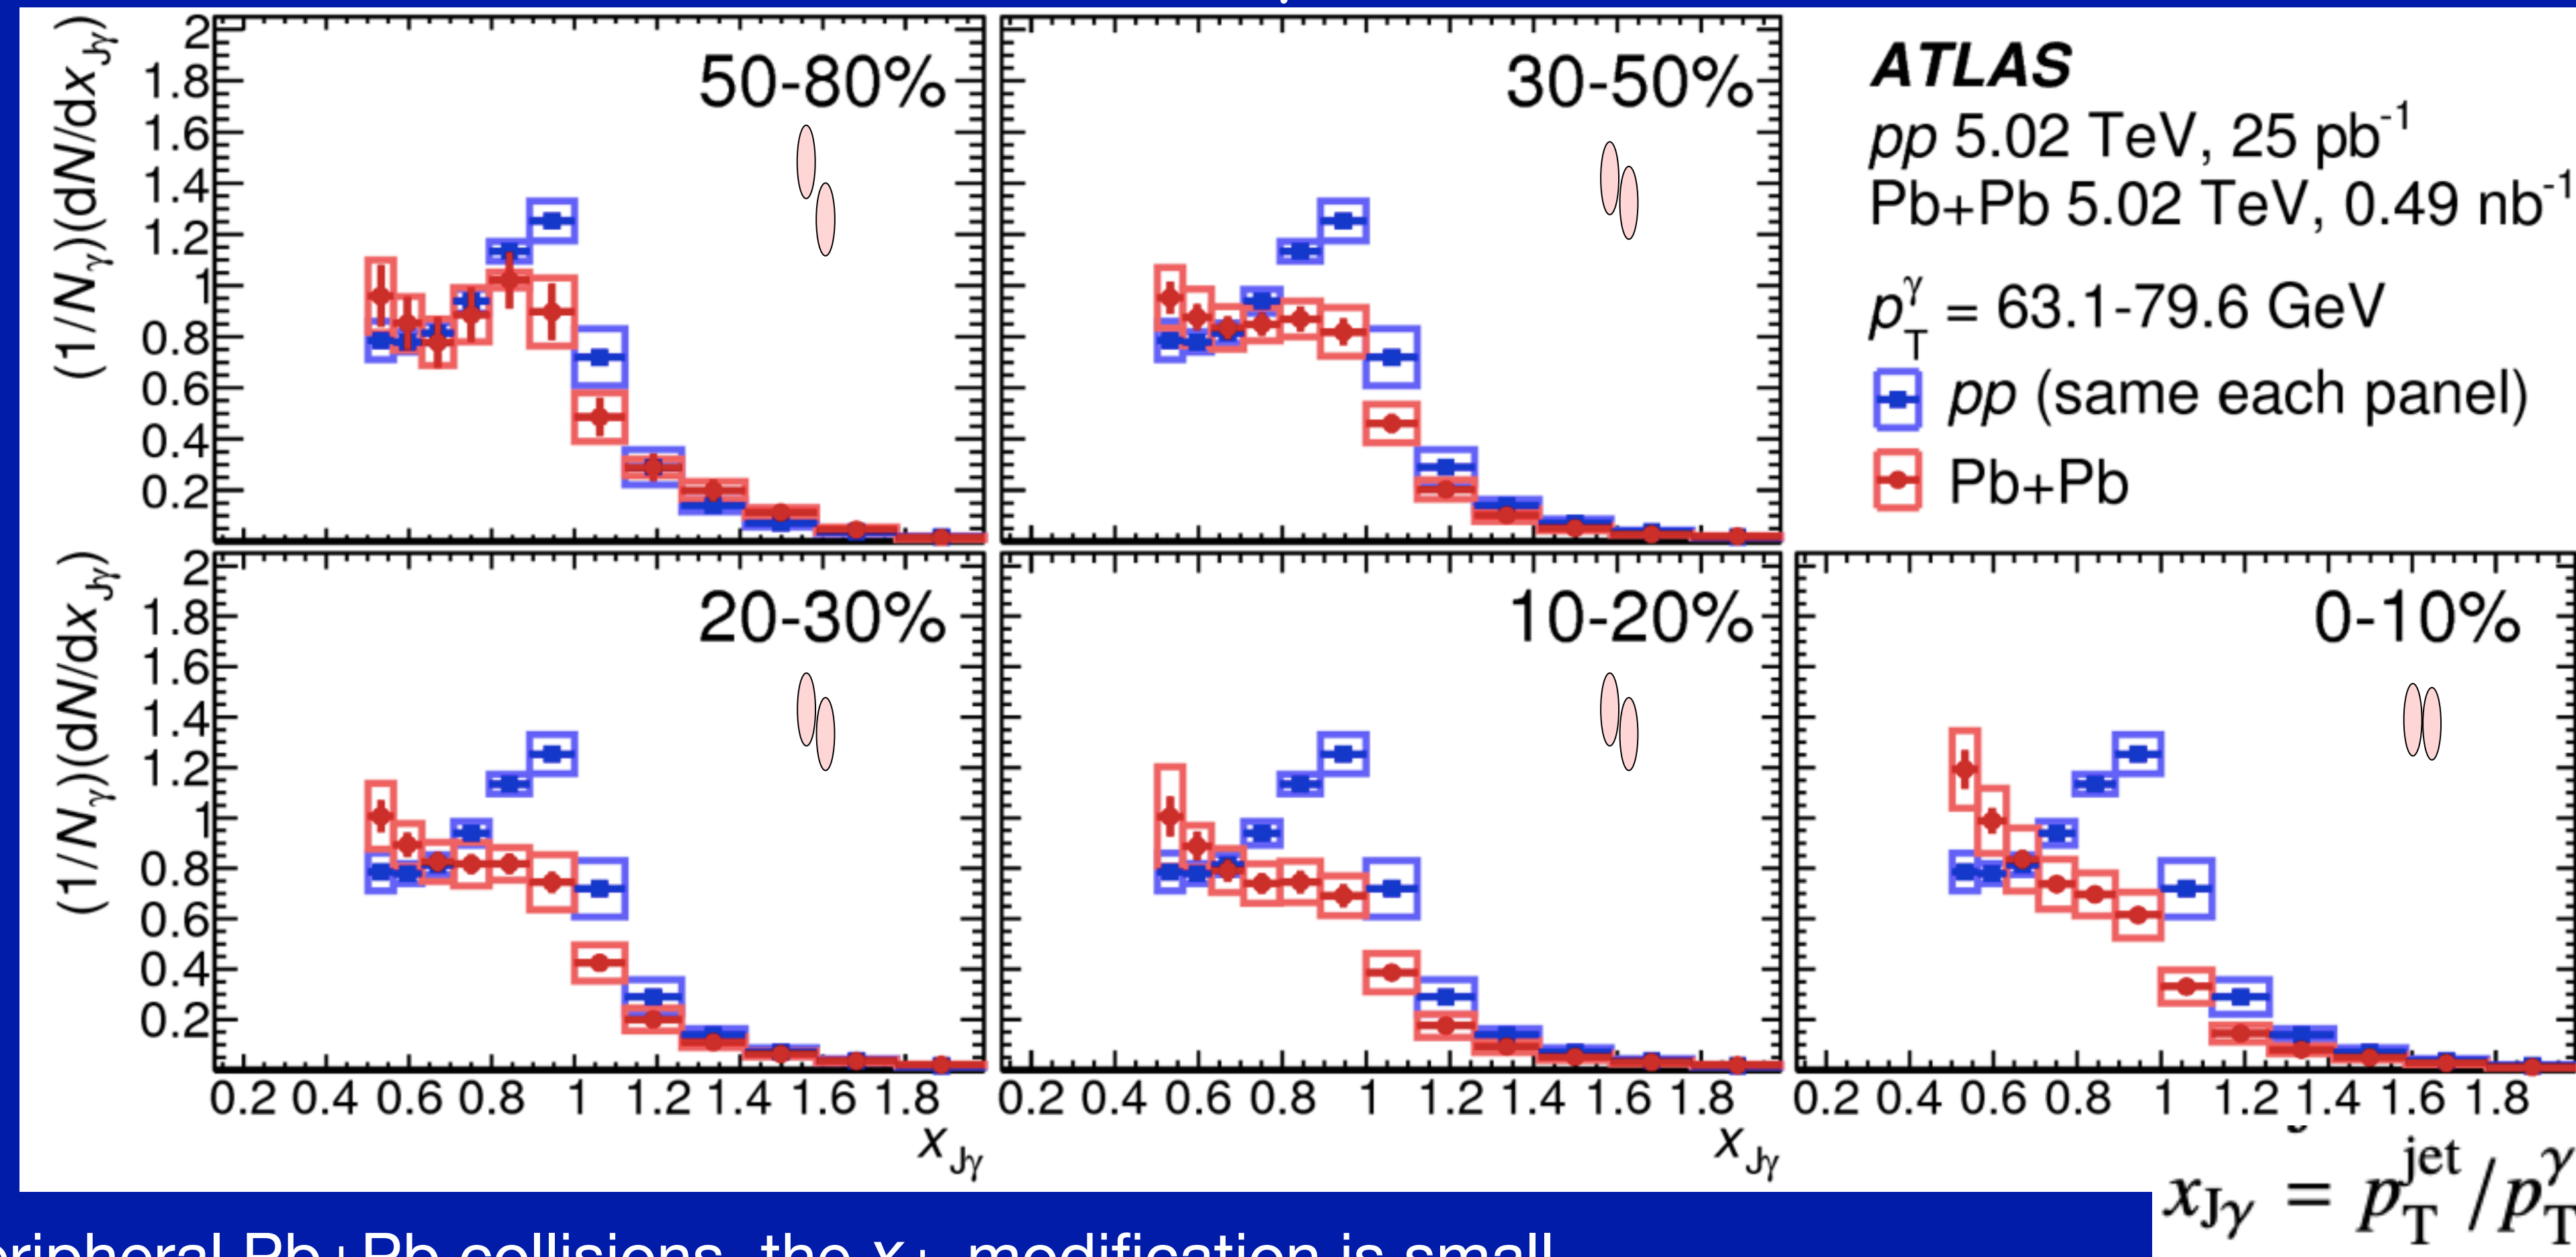 (1/Nγ)(dN/dxJγ)
2
1.8
1.6
1.4
1.2
1
0.8
0.6
0.4
0.2
50-80%
30-50%
ATLAS
pp 5.02 TeV, 25 pb-1
Pb+Pb 5.02 TeV, 0.49 nb-1
pTγ = 63.1-79.6 GeV
pp (same each panel)
Pb+Pb
(1/Nγ)(dN/dxJγ)
2
1.8
1.6
1.4
1.2
1
0.8
0.6
0.4
0.2
20-30%
10-20%
0-10%
0.2 0.4 0.6 0.8 1 1.2 1.4 1.6 1.8
0.2 0.4 0.6 0.8 1 1.2 1.4 1.6 1.8
0.2 0.4 0.6 0.8 1 1.2 1.4 1.6 1.8
xJγ
xJγ
xJγ = pTjet/pTγ
Pb+Pb collisions, the modification is small